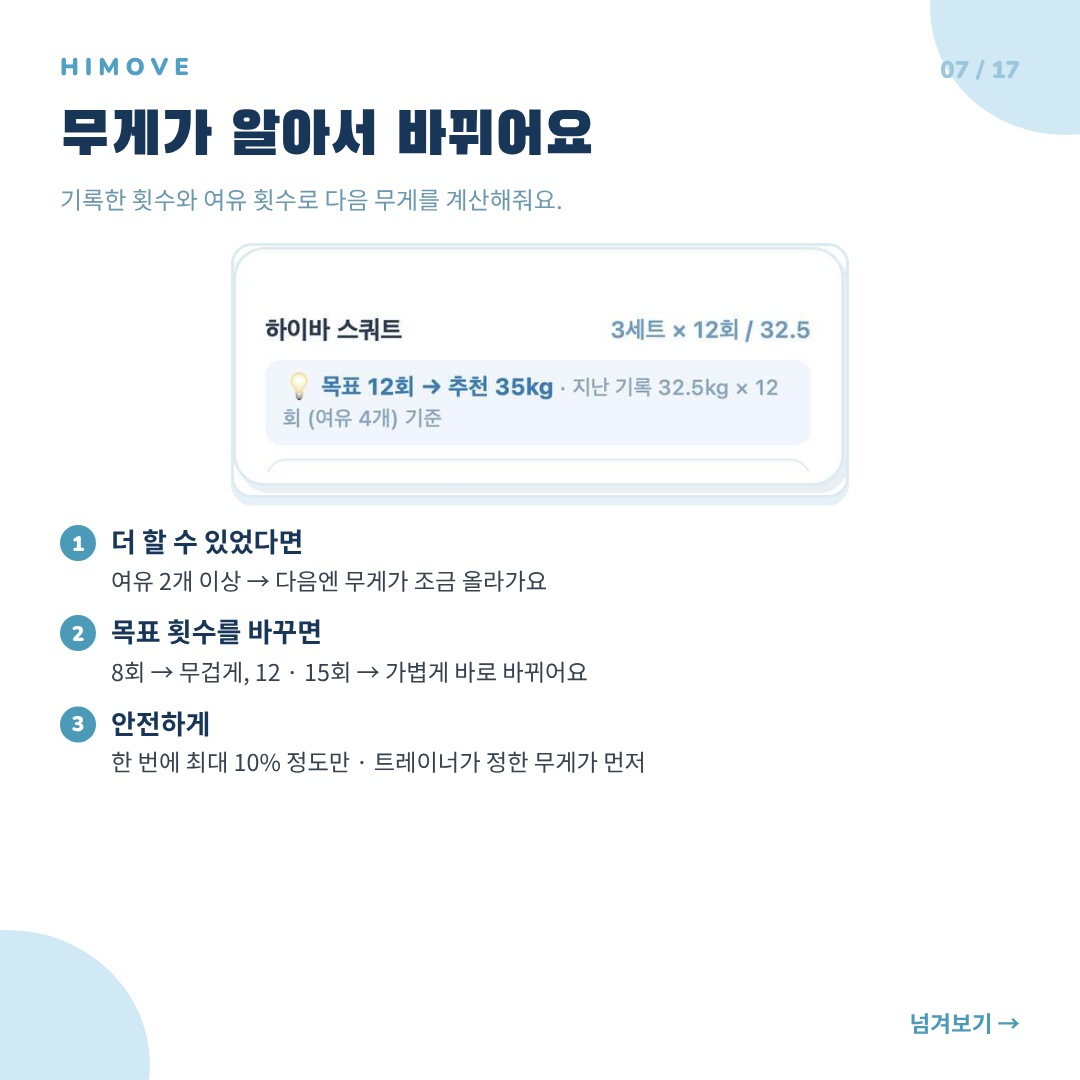 HIMOVE
07 / 17
무게가 알아서 바뀌어요
기록한 횟수와 여유 횟수로 다음 무게를 계산해줘요.
하이바 스쿼트
3세트 × 12회 / 32.5
💡 목표 12회 → 추천 35kg · 지난 기록 32.5kg × 12
회 (여유 4개) 기준
1 더 할 수 있었다면
여유 2개 이상 → 다음엔 무게가 조금 올라가요
2 목표 횟수를 바꾸면
8회 → 무겁게, 12 · 15회 → 가볍게 바로 바뀌어요
3 안전하게
한 번에 최대 10% 정도만 · 트레이너가 정한 무게가 먼저
넘겨보기 →